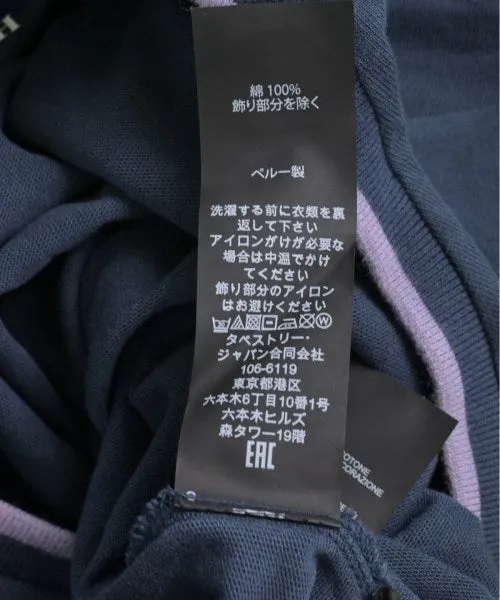 綿 100%
飾り部分を除く
ペルー製
洗濯する前に衣類を裏
返して下さい
アイロンがけが必要な
場合は中温でかけ
てください
飾り部分のアイロン
はお避けください
タペストリー・
ジャパン合同会社
106-6119
東京都港区
六本木6丁目10番1号
六本木ヒルズ
森タワー19階
EAC
OTONE
CORAZIONE